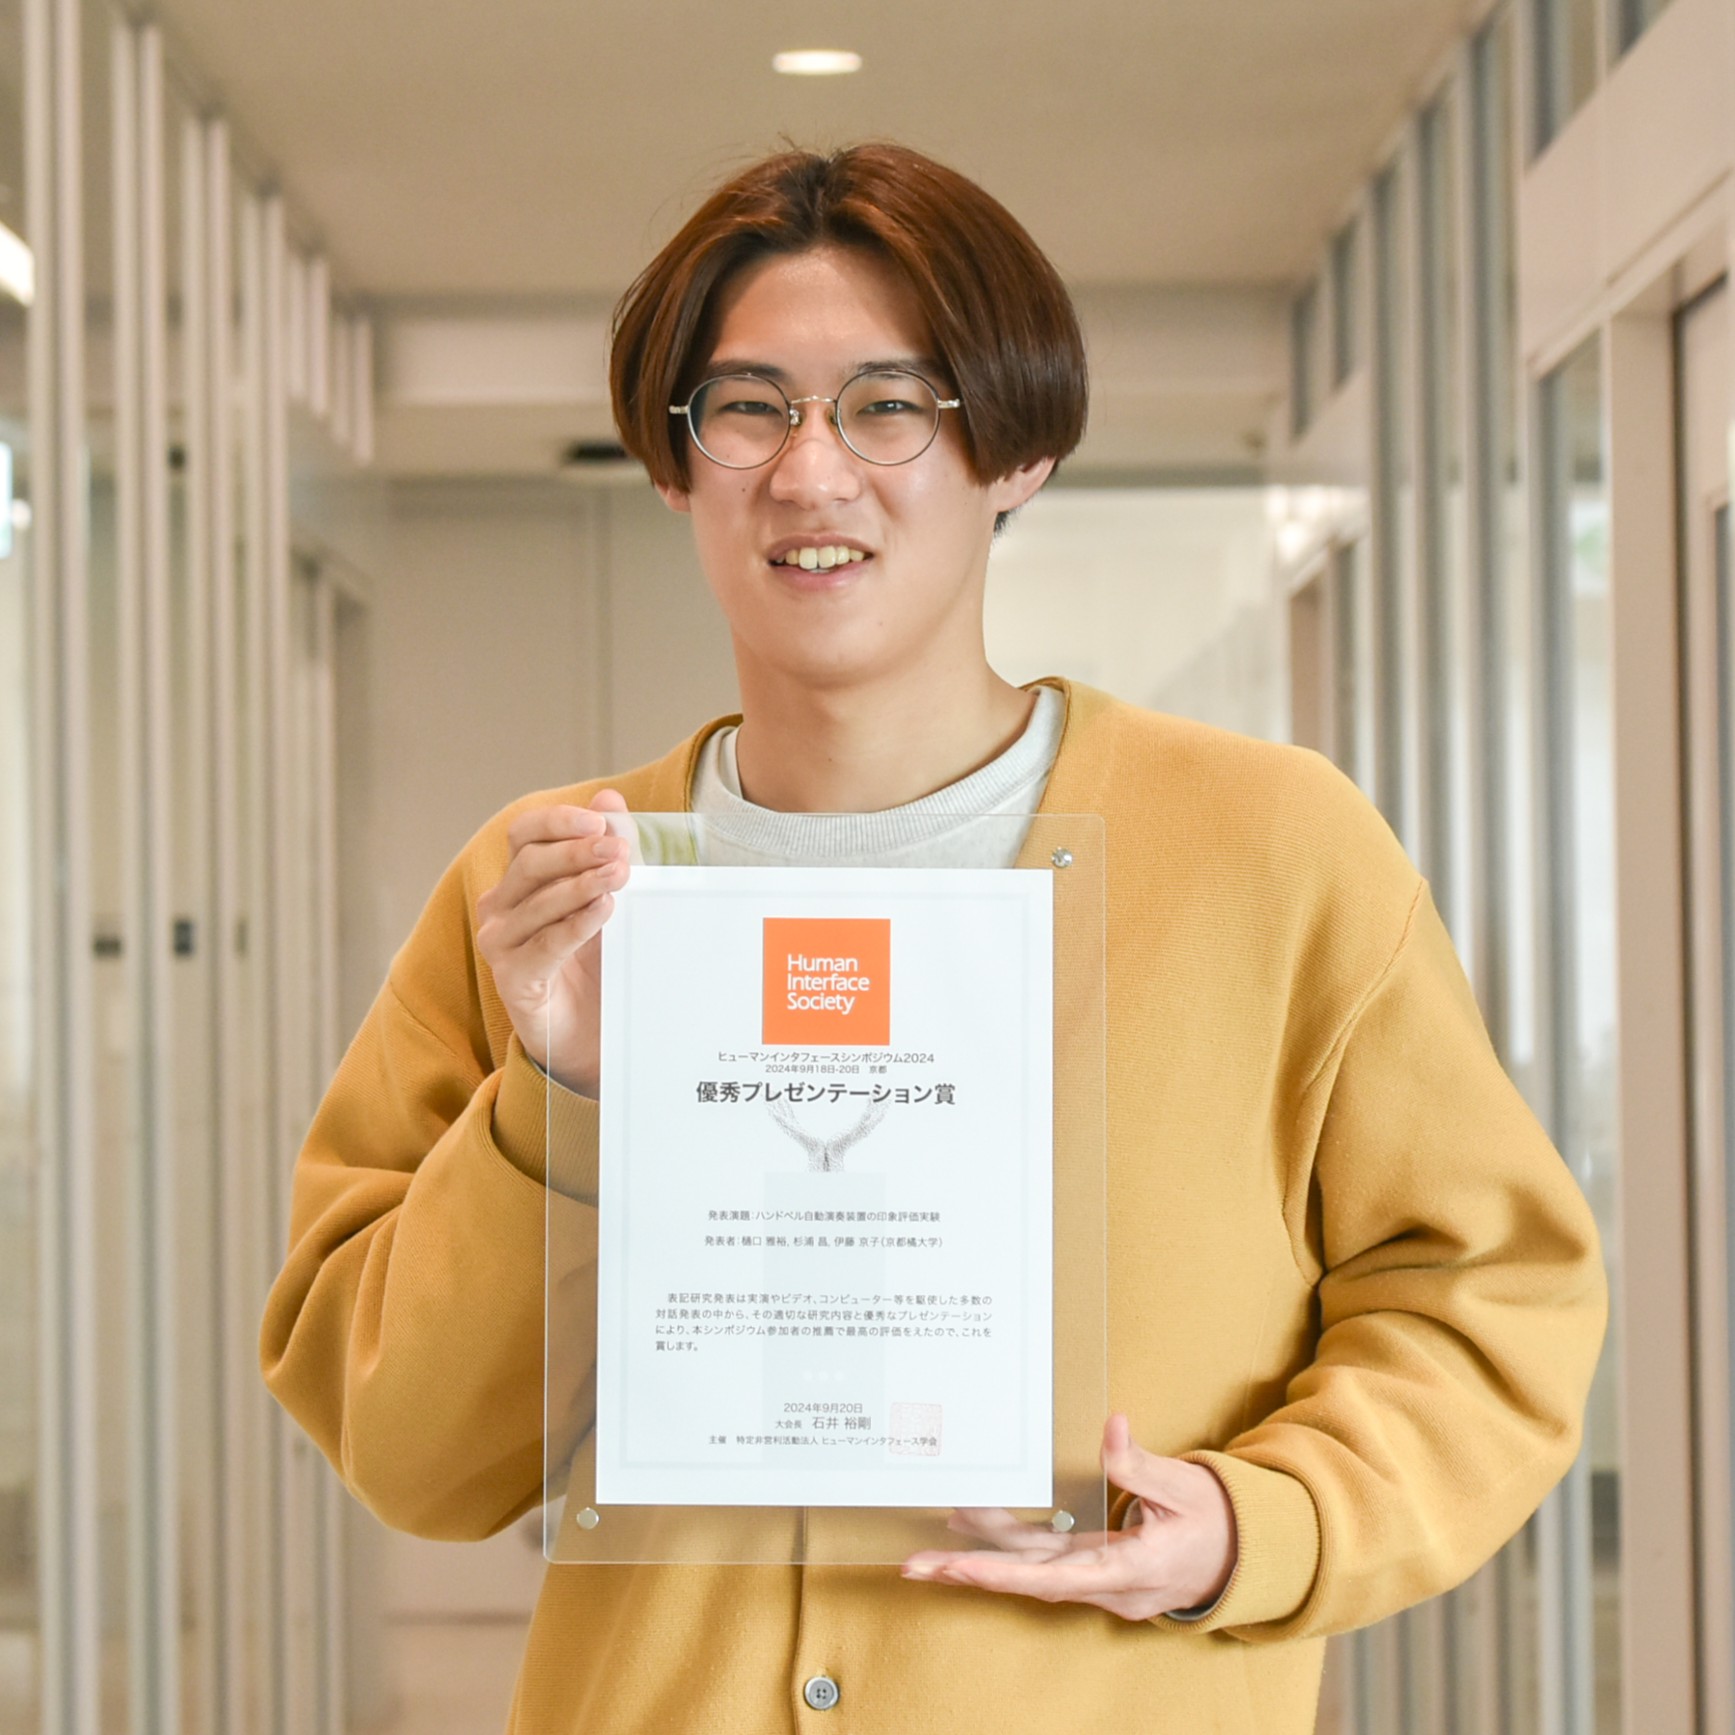 Human
Interface
Society
ヒューマンインタフェースシンポジウム2024
2024年9月18日-20日 京都
優秀プレゼンテーション賞
発表演題：ハンドベル自動演奏装置の印象評価実験
発表者：樋口 雅裕, 杉浦 昌, 伊藤 京子(京都橘大学)
表記研究発表は実演やビデオ、コンピューター等を駆使した多数の
対話発表の中から、その適切な研究内容と優秀なプレゼンテーション
により、本シンポジウム参加者の推薦で最高の評価をえたので、これを
賞します。
2024年9月20日
大会長 石井 裕剛
主催 特定非営利活動法人 ヒューマンインタフェース学会